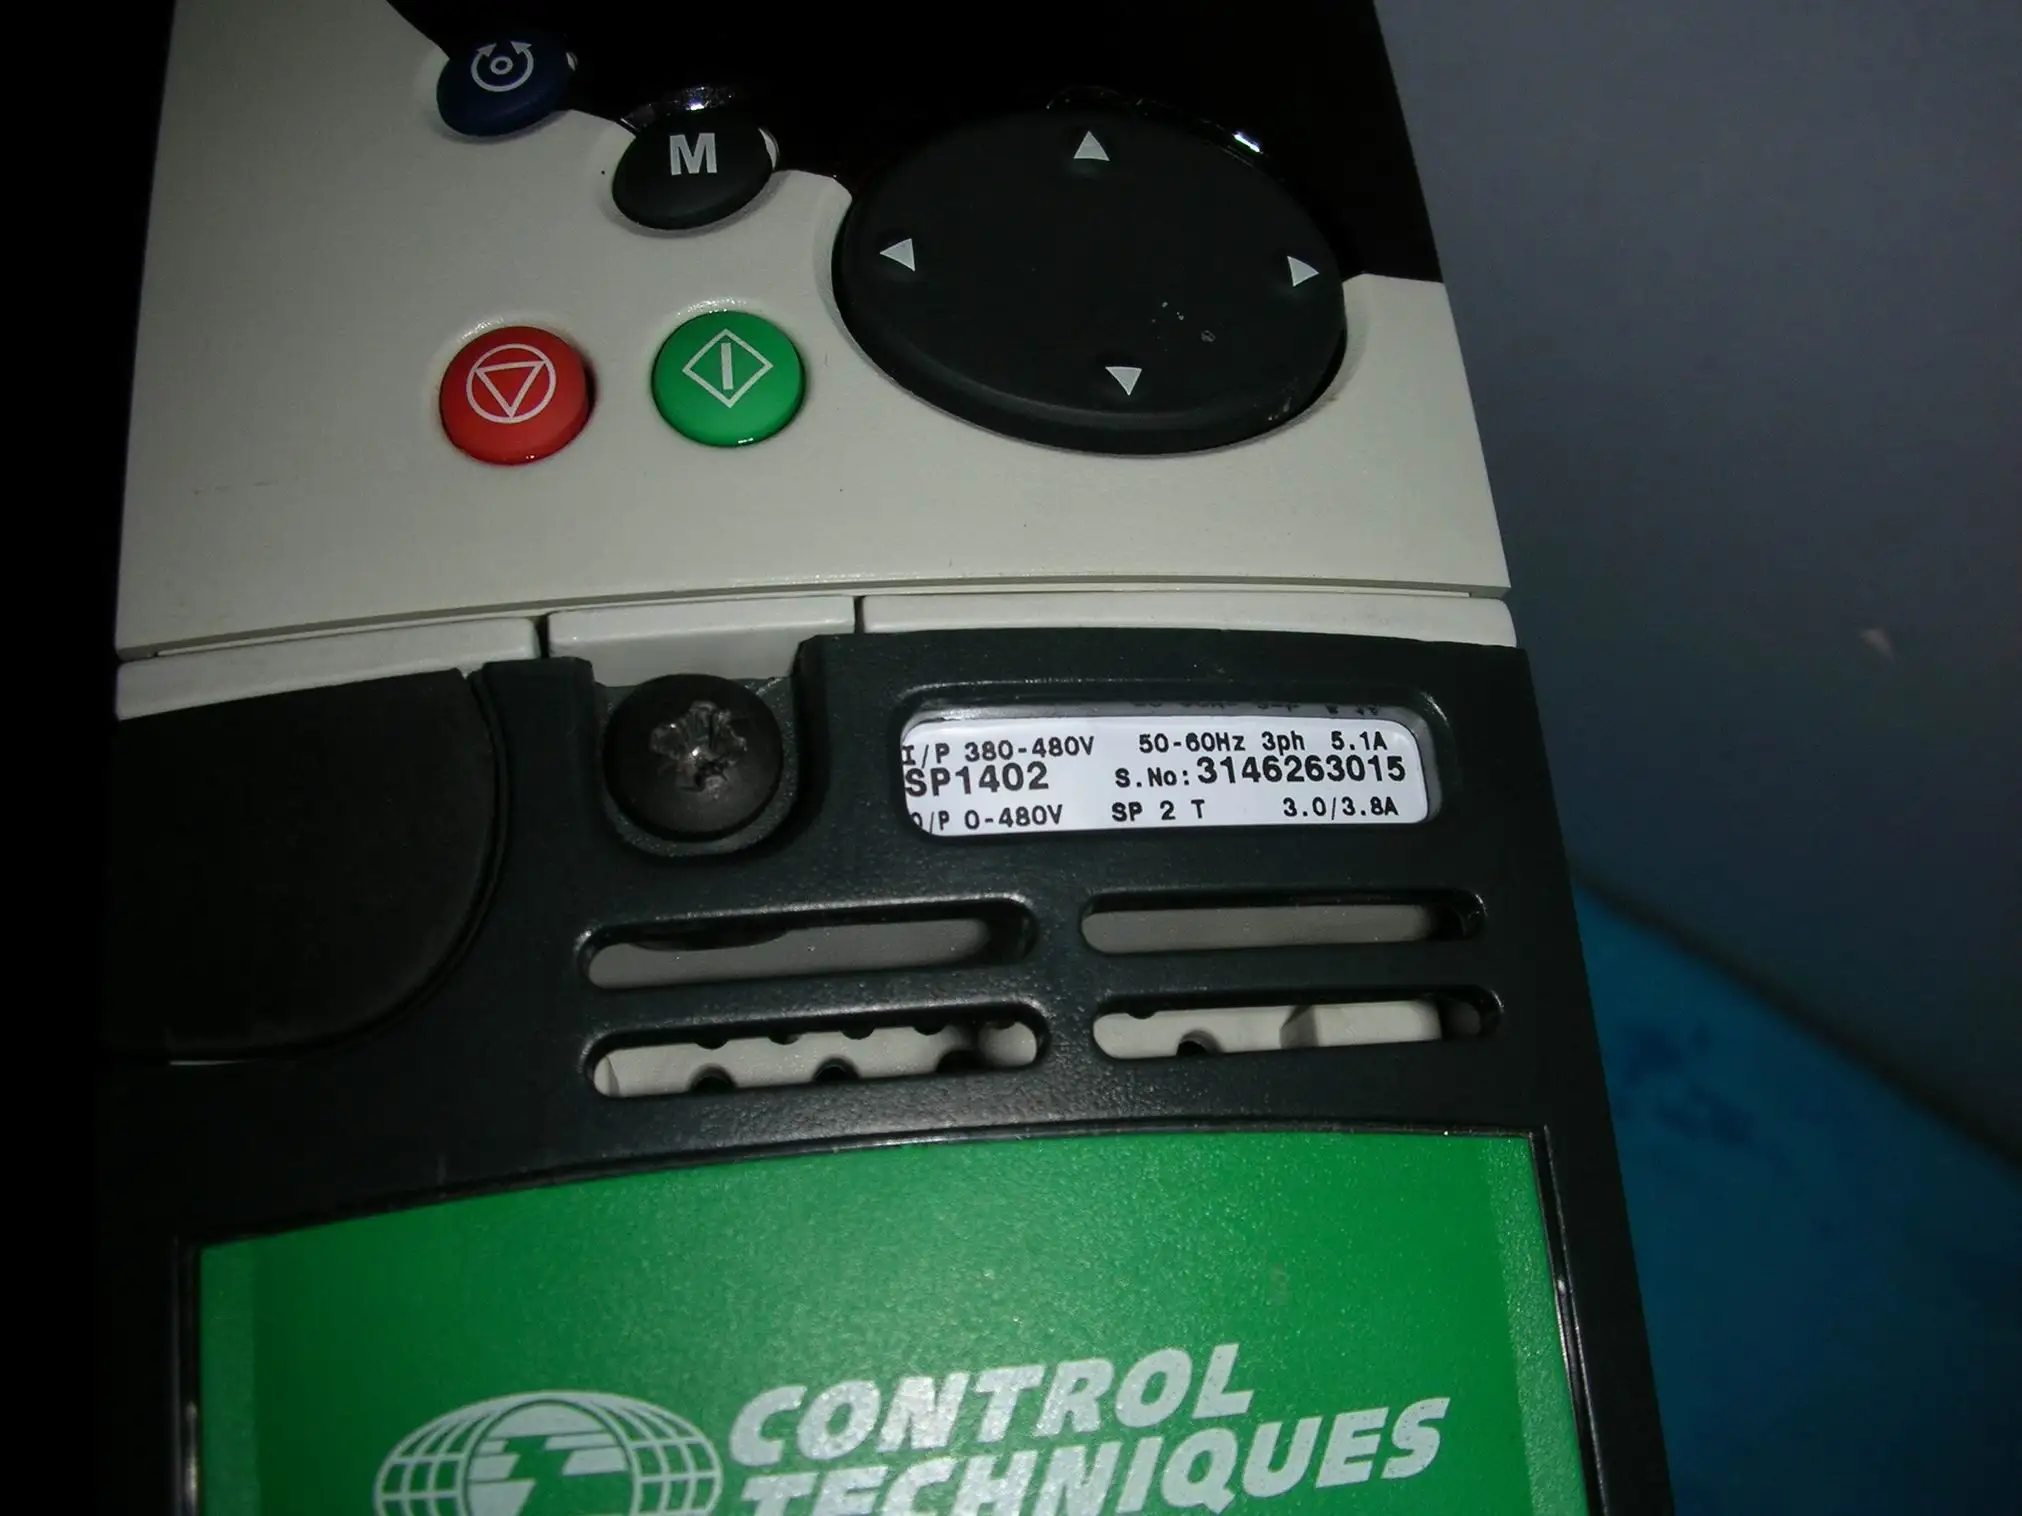 M
I/P 380-480V 50-60Hz 3ph 5.1A
SP1402 S.No:3146263015
O/P 0-480V SP 2 T 3.0/3.8A
CONTROL
TECHNIQUES